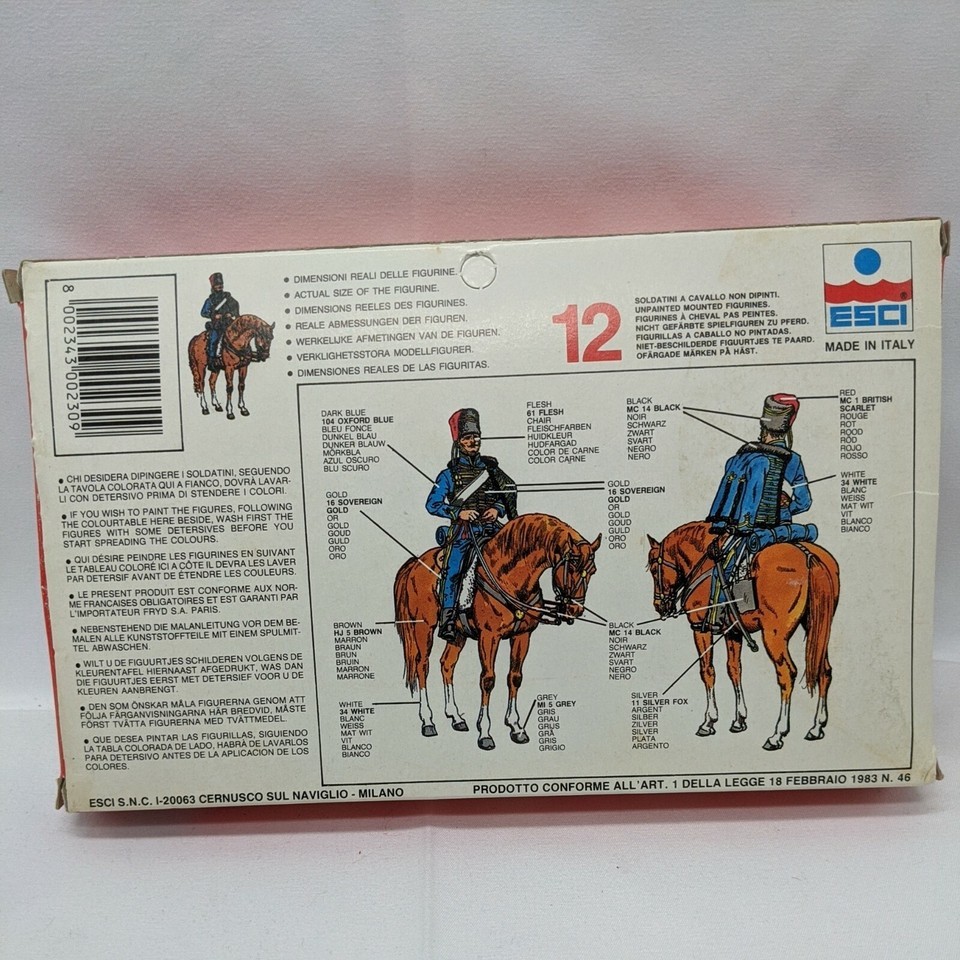 8 002343 002309
● DIMENSIONI REALI DELLE FIGURINE.
● ACTUAL SIZE OF THE FIGURINE.
● DIMENSIONS REELES DES FIGURINES.
● REALE ABMESSUNGEN DER FIGUREN.
● WERKELIJKE AFMETINGEN VAN DE FIGUREN.
● VERKLIGHETSSTORA MODELLFIGURER.
● DIMENSIONES REALES DE LAS FIGURITAS.
12
SOLDATINI A CAVALLO NON DIPINTI.
UNPAINTED MOUNTED FIGURINES.
FIGURINES À CHEVAL PAS PEINTES.
NICHT GEFÄRBTE SPIELFIGUREN ZU PFERD.
FIGURILLAS A CABALLO NO PINTADAS.
NIET-BESCHILDERDE FIGUURTJES TE PAARD.
OFÄRGADE MÄRKEN PÅ HÄST.
ESCI
®
MADE IN ITALY
● CHI DESIDERA DIPINGERE I SOLDATINI, SEGUENDO
LA TAVOLA COLORATA QUI A FIANCO, DOVRÀ LAVAR-
LI CON DETERSIVO PRIMA DI STENDERE I COLORI.
● IF YOU WISH TO PAINT THE FIGURES, FOLLOWING
THE COLOURTABLE HERE BESIDE, WASH FIRST THE
FIGURES WITH SOME DETERSIVES BEFORE YOU
START SPREADING THE COLOURS.
● QUI DÉSIRE PEINDRE LES FIGURINES EN SUIVANT
LE TABLEAU COLORÉ ICI A CÔTE IL DEVRA LES LAVER
PAR DETERSIF AVANT DE ÉTENDRE LES COULEURS.
● LE PRESENT PRODUIT EST CONFORME AUX NOR-
ME FRANCAISES OBLIGATOIRES ET EST GARANTI PAR
L'IMPORTATEUR FRYD S.A. PARIS.
● NEBENSTEHEND DIE MALANLEITUNG VOR DEM BE-
MALEN ALLE KUNSTSTOFFTEILE MIT EINEM SPULMIT-
TEL ABWASCHEN.
● WILT U DE FIGUURTJES SCHILDEREN VOLGENS DE
KLEURENTAFEL HIERNAAST AFGEDRUKT, WAS DAN
DIE FIGUURTJES EERST MET DETERSIEF VOOR U DE
KLEUREN AANBRENGT.
● DEN SOM ÖNSKAR MÅLA FIGURERNA GENOM ATT
FÖLJA FÄRGANVISNINGARNA HÄR BREDVID, MÅSTE
FÖRST TVÄTTA FIGURERNA MED TVÄTTMEDEL.
● QUE DESEA PINTAR LAS FIGURILLAS, SIGUIENDO
LA TABLA COLORADA DE LADO, HABRÀ DE LAVARLOS
PARA DETERSIVO ANTES DE LA APLICACION DE LOS
COLORES.
DARK BLUE
104 OXFORD BLUE
BLEU FONCE
DUNKEL BLAU
DUNKER BLAUW
MÖRKBLA
AZUL OSCURO
BLU SCURO
FLESH
61 FLESH
CHAIR
FLEISCHFARBEN
HUIDKLEUR
HUDFARGAD
COLOR DE CARNE
COLOR CARNE
BLACK
MC 14 BLACK
NOIR
SCHWARZ
ZWART
SVART
NEGRO
NERO
RED
MC 1 BRITISH
SCARLET
ROUGE
ROT
ROOD
RÖD
ROJO
ROSSO
GOLD
16 SOVEREIGN
GOLD
OR
GOLD
GOUD
GULD
ORO
ORO
GOLD
16 SOVEREIGN
GOLD
OR
GOLD
GOUD
GULD
ORO
ORO
WHITE
34 WHITE
BLANC
WEISS
MAT WIT
VIT
BLANCO
BIANCO
BROWN
HJ 5 BROWN
MARRON
BRAUN
BRUN
BRUIN
MARRONE
MARRONE
BLACK
MC 14 BLACK
NOIR
SCHWARZ
ZWART
SVART
NEGRO
NERO
WHITE
34 WHITE
BLANC
WEISS
MAT WIT
VIT
BLANCO
BIANCO
GREY
MI 5 GREY
GRIS
GRAU
GRUS
GRÅ
GRIS
GRIGIO
SILVER
11 SILVER FOX
ARGENT
SILBER
ZILVER
SILVER
PLATA
ARGENTO
ESCI S.N.C. I-20063 CERNUSCO SUL NAVIGLIO - MILANO
PRODOTTO CONFORME ALL'ART. 1 DELLA LEGGE 18 FEBBRAIO 1983 N. 46